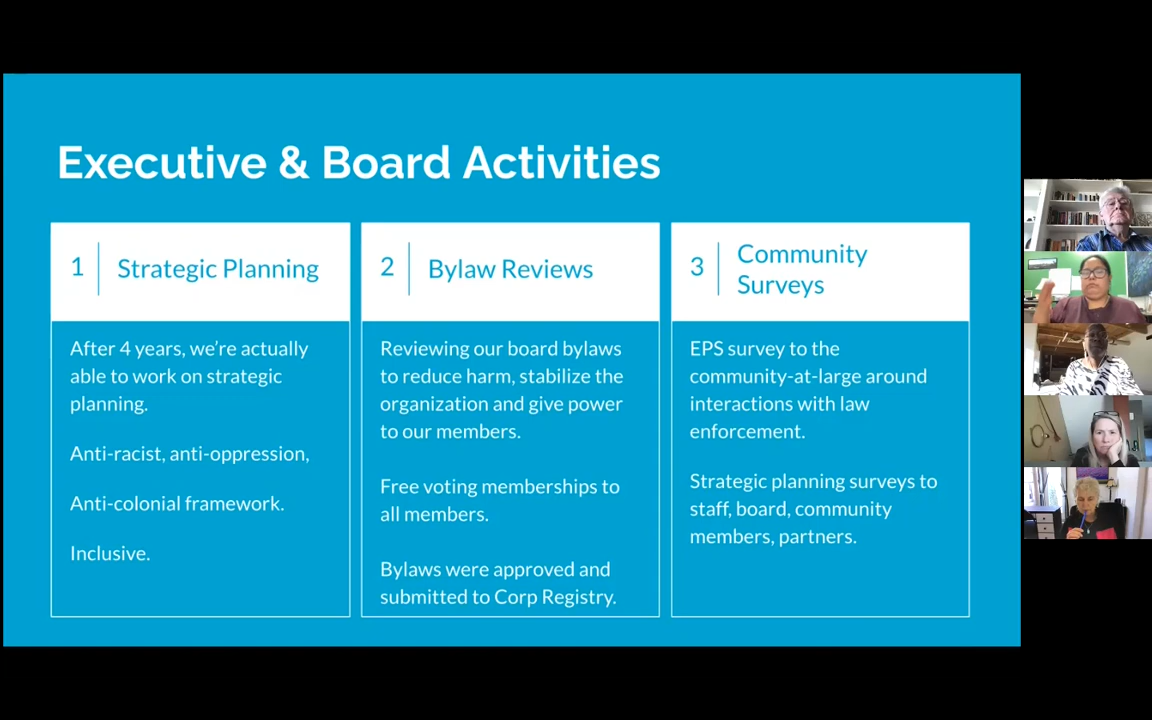 Executive & Board Activities
1
Strategic Planning
After 4 years, we're actually
able to work on strategic
planning.
Anti-racist, anti-oppression,
Anti-colonial framework.
Inclusive.
2
Bylaw Reviews
Reviewing our board bylaws
to reduce harm, stabilize the
organization and give power
to our members.
Free voting memberships to
all members.
Bylaws were approved and
submitted to Corp Registry.
3
Community
Surveys
EPS survey to the
community-at-large around
interactions with law
enforcement.
Strategic planning surveys to
staff, board, community
members, partners.